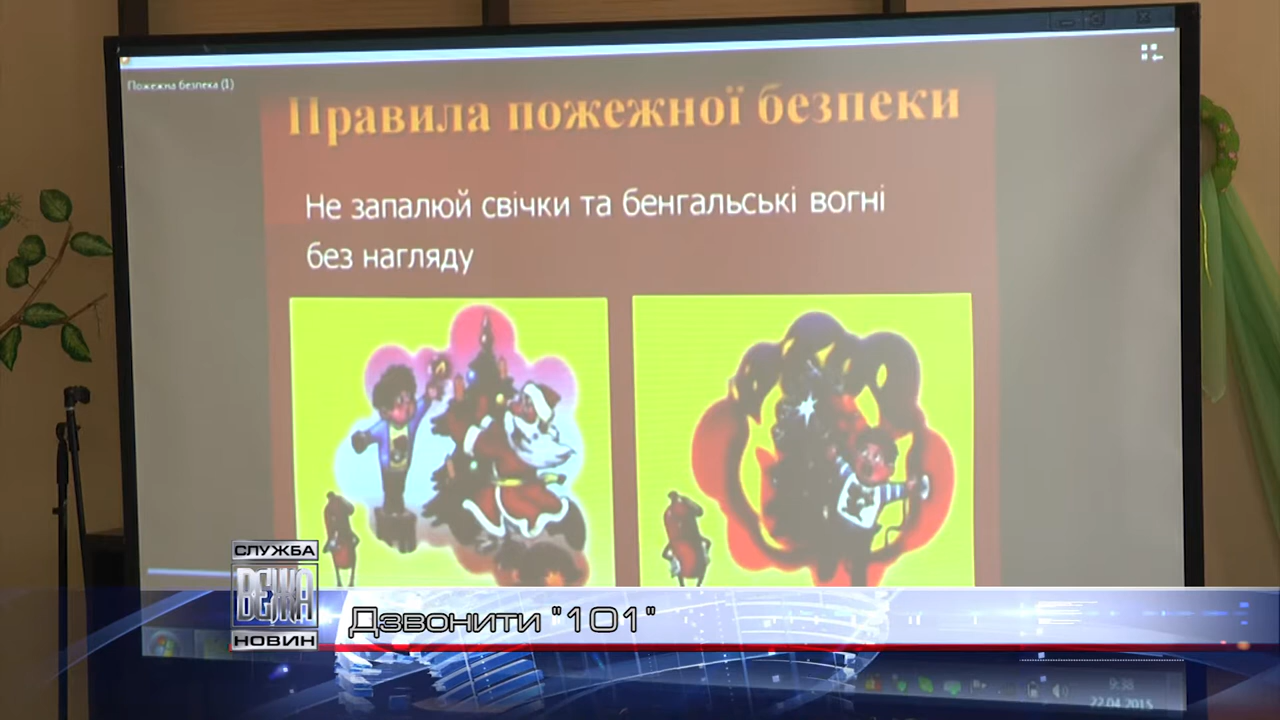 Пожежна безпека (1)
Правила пожежної безпеки
Не запалюй свічки та бенгальські вогні
без нагляду
СЛУЖБА
ВЕЖА
НОВИН
Дзвонити "101"
9:38
22.04.2015